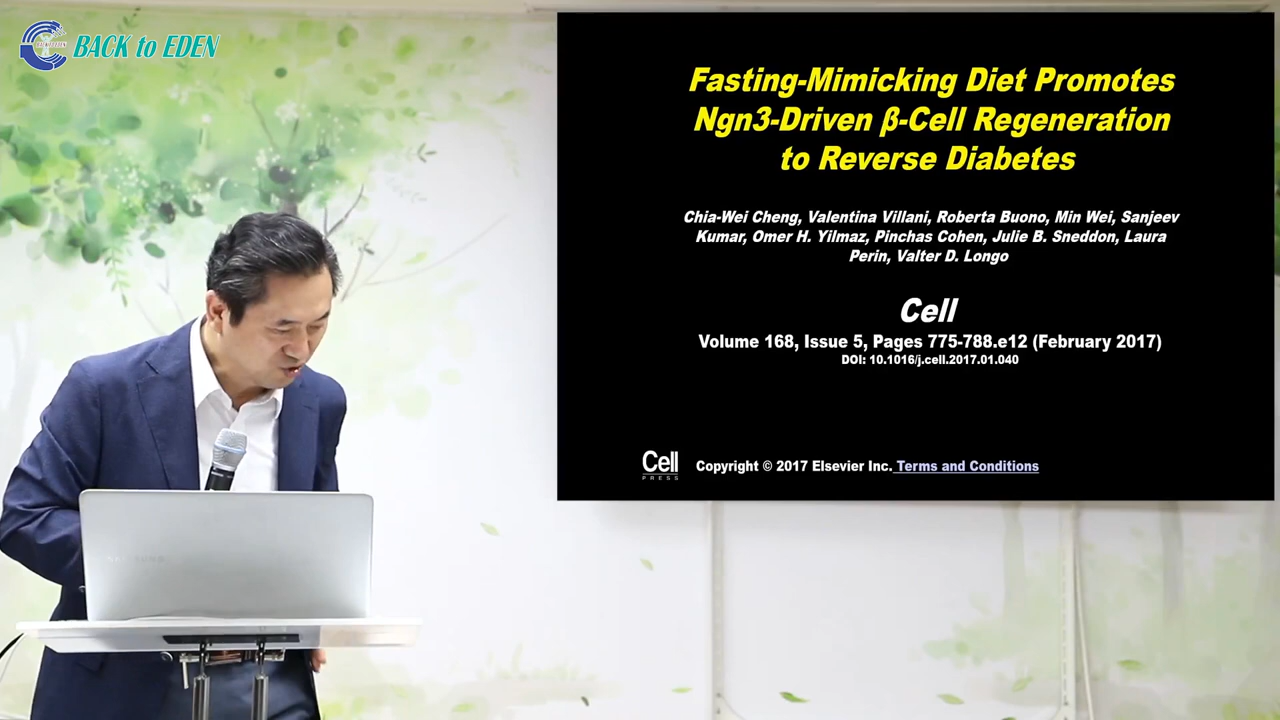 BACK to EDEN
Fasting-Mimicking Diet Promotes
Ngn3-Driven β-Cell Regeneration
to Reverse Diabetes
Chia-Wei Cheng, Valentina Villani, Roberta Buono, Min Wei, Sanjeev
Kumar, Omer H. Yilmaz, Pinchas Cohen, Julie B. Sneddon, Laura
Perin, Valter D. Longo
Cell
Volume 168, Issue 5, Pages 775-788.e12 (February 2017)
DOI: 10.1016/j.cell.2017.01.040
Cell
PRESS
Copyright © 2017 Elsevier Inc. Terms and Conditions